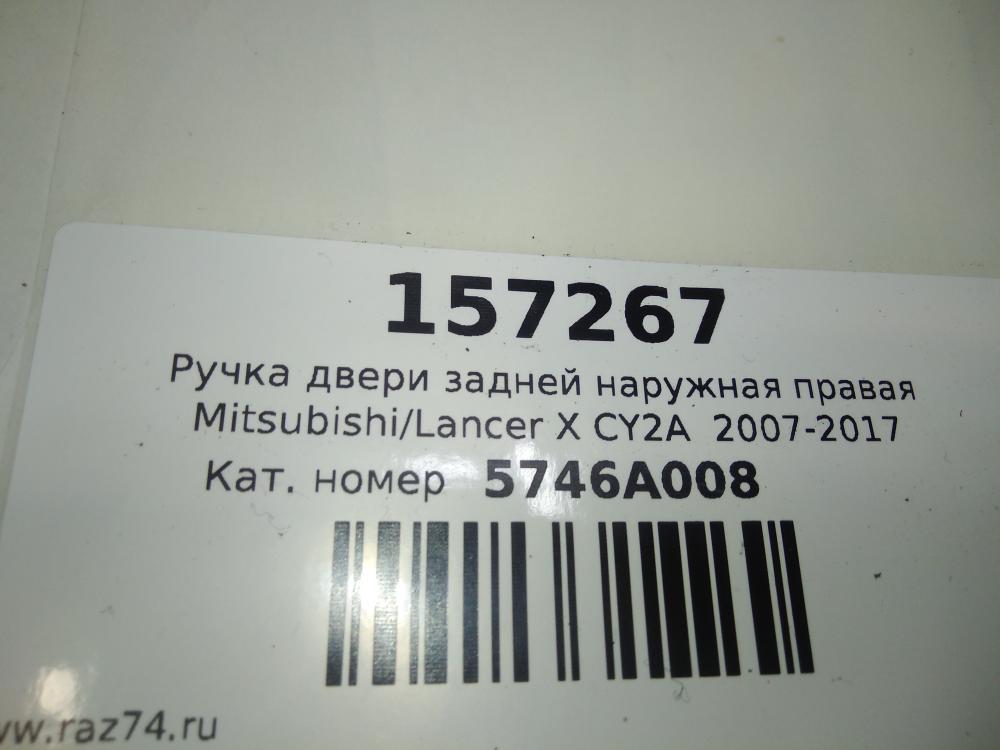 157267
Ручка двери задней наружная правая
Mitsubishi/Lancer X CY2A 2007-2017
Кат. номер 5746A008
www.raz74.ru